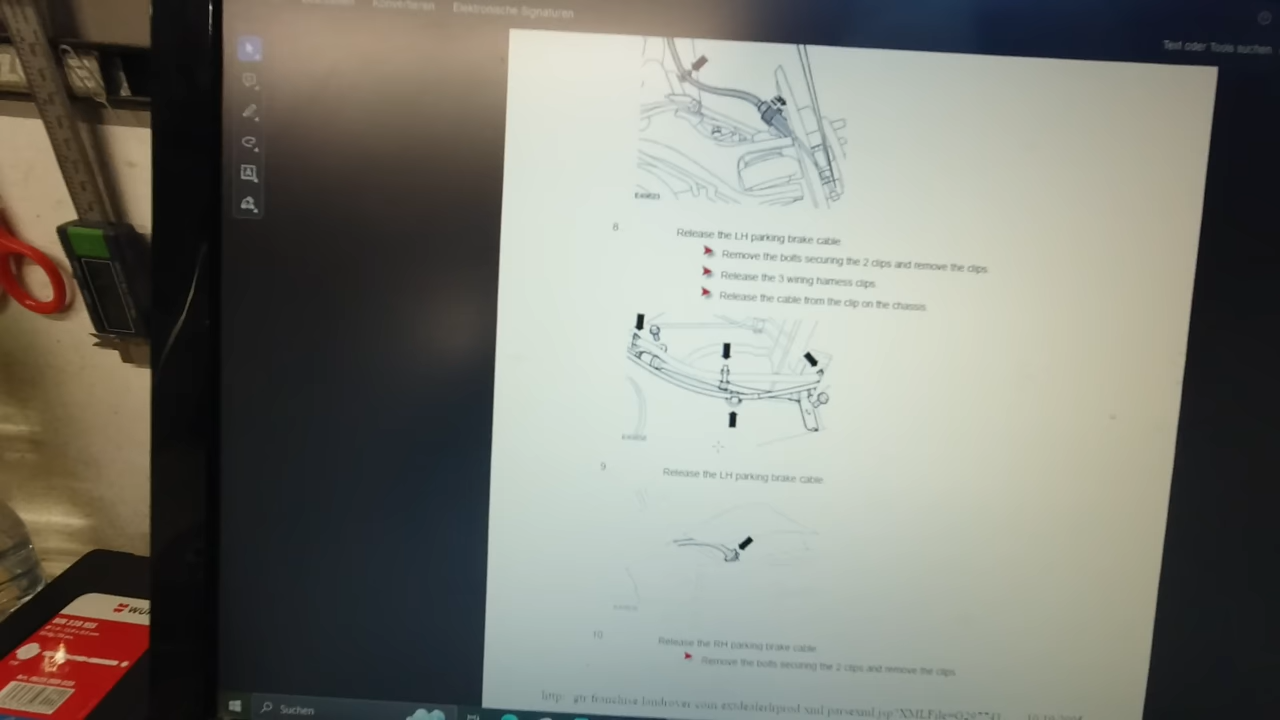 Konvertieren Elektronische Signaturen
Text oder Tools suchen
8 Release the LH parking brake cable.
Remove the bolts securing the 2 clips and remove the clips.
Release the 3 wiring harness clips.
Release the cable from the clip on the chassis.
9 Release the LH parking brake cable.
10 Release the RH parking brake cable.
Remove the bolts securing the 2 clips and remove the clips.
Suchen